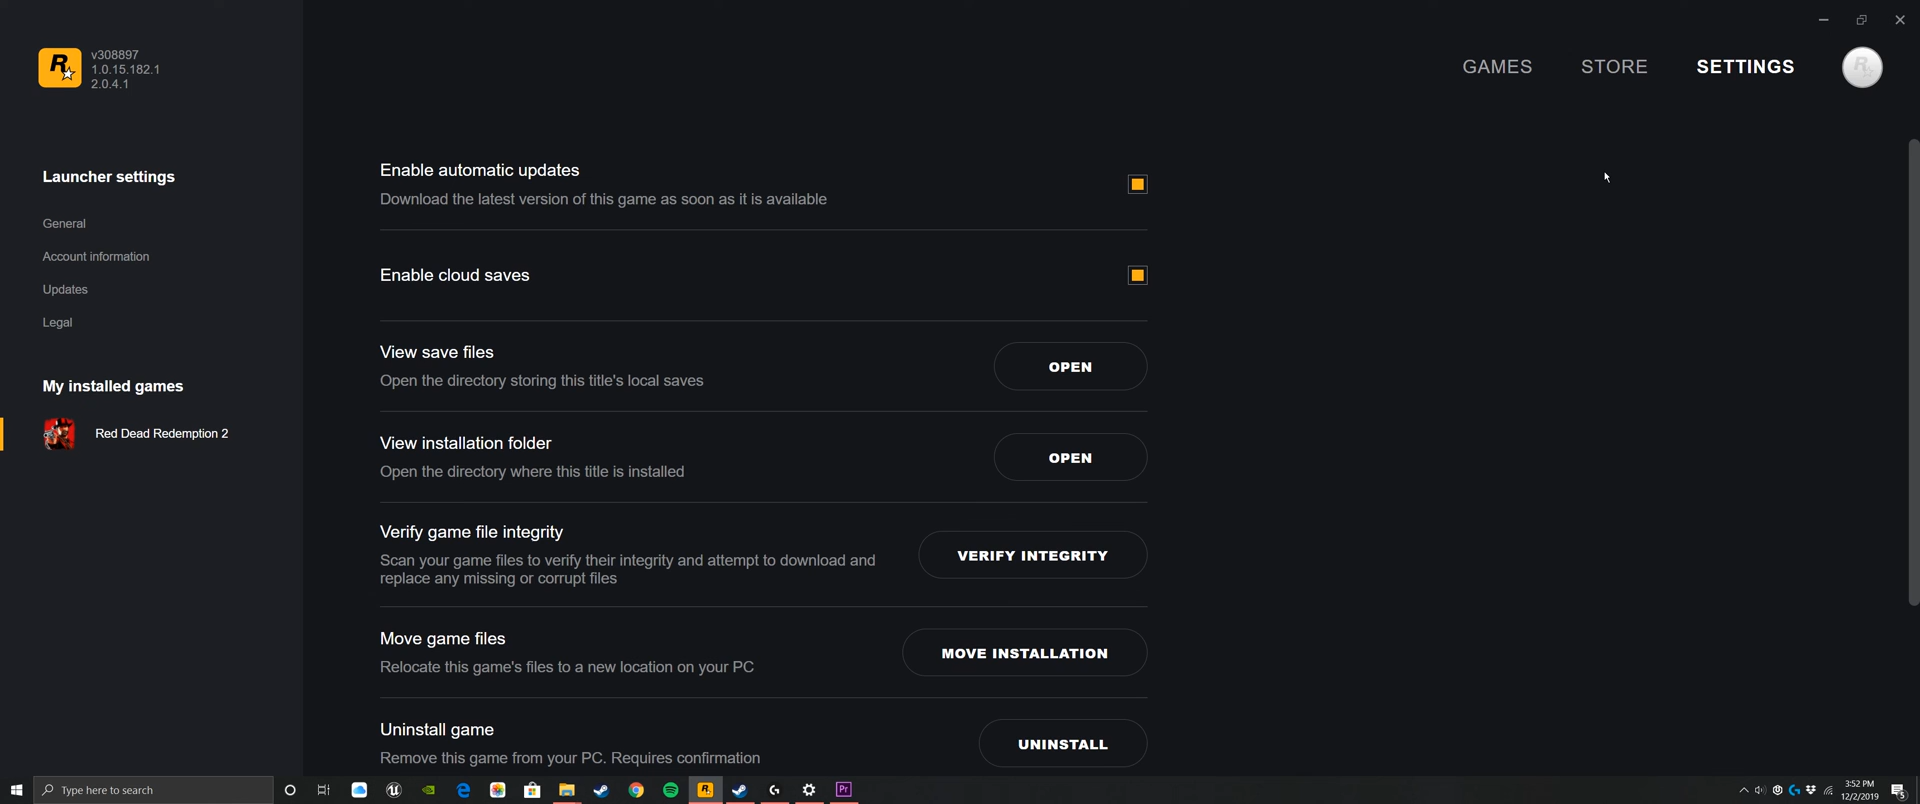 v308897
1.0.15.182.1
2.0.4.1
GAMES
STORE
SETTINGS
Launcher settings
General
Account information
Updates
Legal
My installed games
Red Dead Redemption 2
Enable automatic updates
Download the latest version of this game as soon as it is available
Enable cloud saves
View save files
Open the directory storing this title's local saves
OPEN
View installation folder
Open the directory where this title is installed
OPEN
Verify game file integrity
Scan your game files to verify their integrity and attempt to download and
replace any missing or corrupt files
VERIFY INTEGRITY
Move game files
Relocate this game's files to a new location on your PC
MOVE INSTALLATION
Uninstall game
Remove this game from your PC. Requires confirmation
UNINSTALL
Type here to search
Pr
3:52 PM
12/2/2019
5